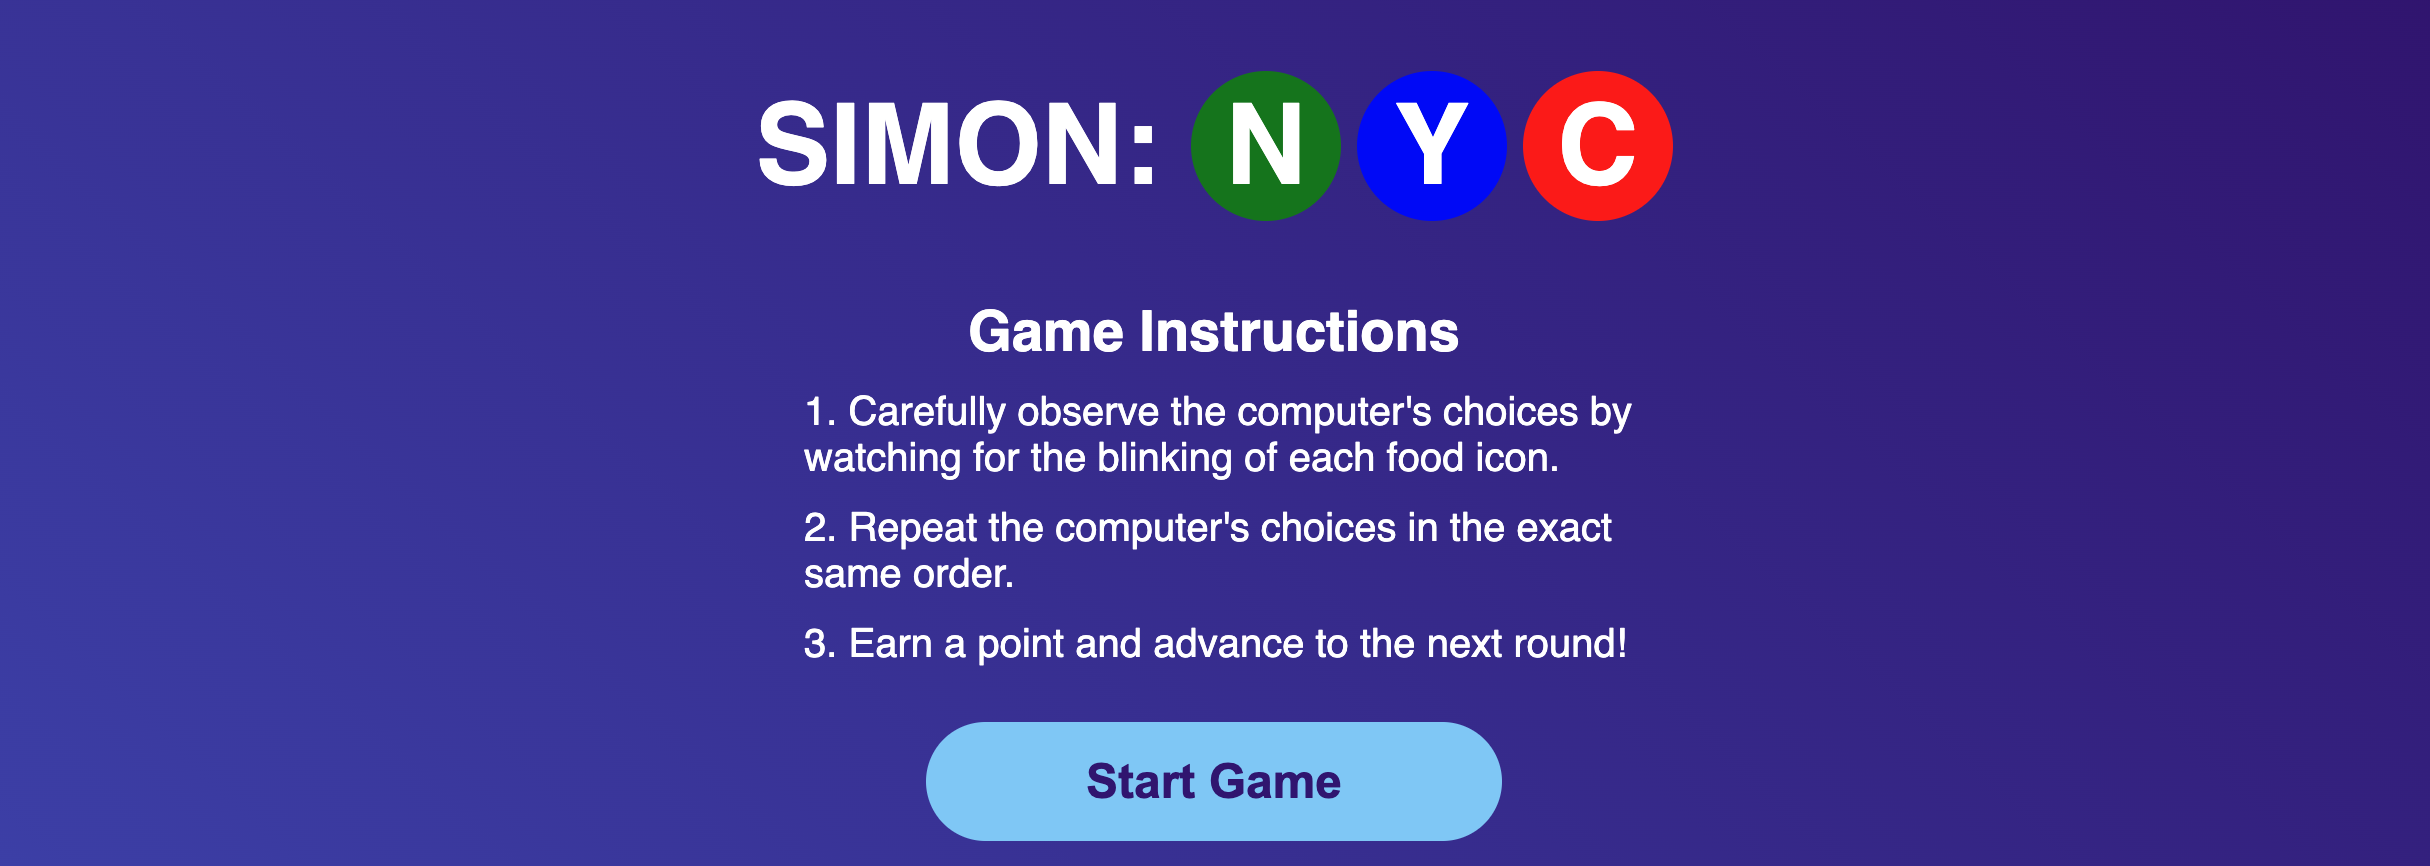 SIMON: N Y C
Game Instructions
1. Carefully observe the computer's choices by
watching for the blinking of each food icon.
2. Repeat the computer's choices in the exact
same order.
3. Earn a point and advance to the next round!
Start Game